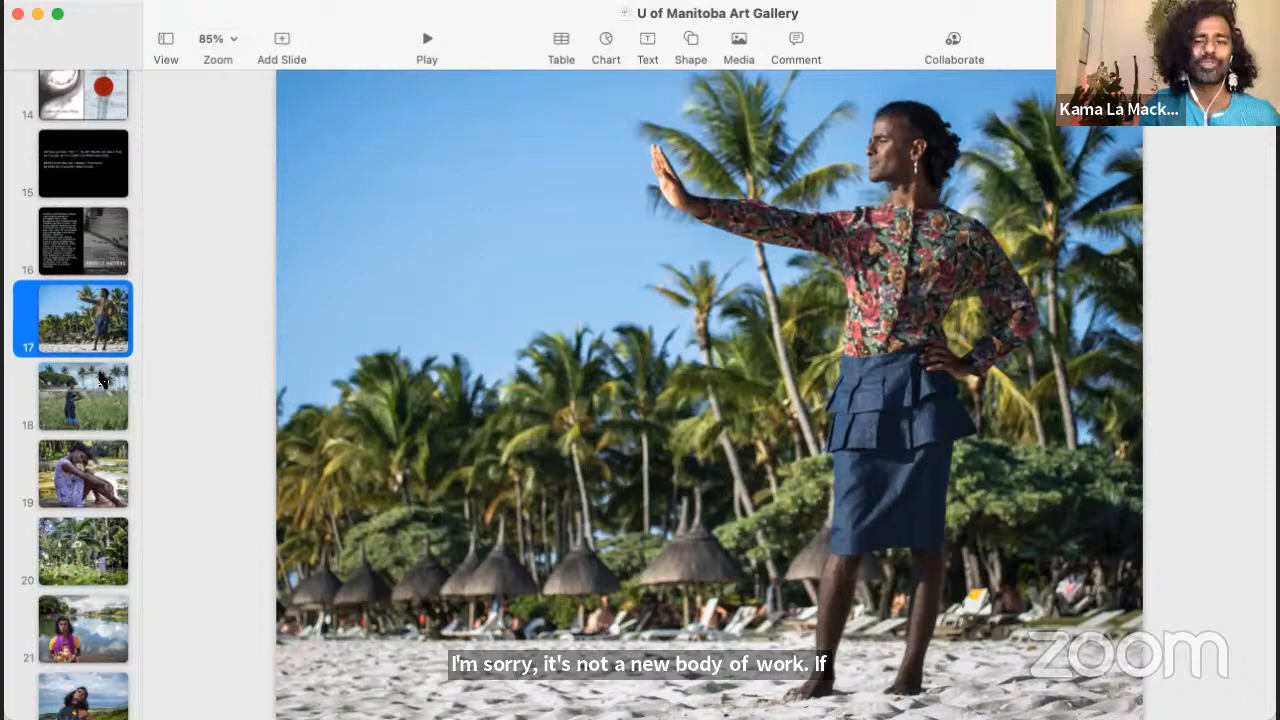 U of Manitoba Art Gallery
85%
View
Zoom
Add Slide
Play
Table
Chart
Text
Shape
Media
Comment
Collaborate
Kama La Mack...
14
15
16
17
18
19
20
21
I'm sorry, it's not a new body of work. If
zoom